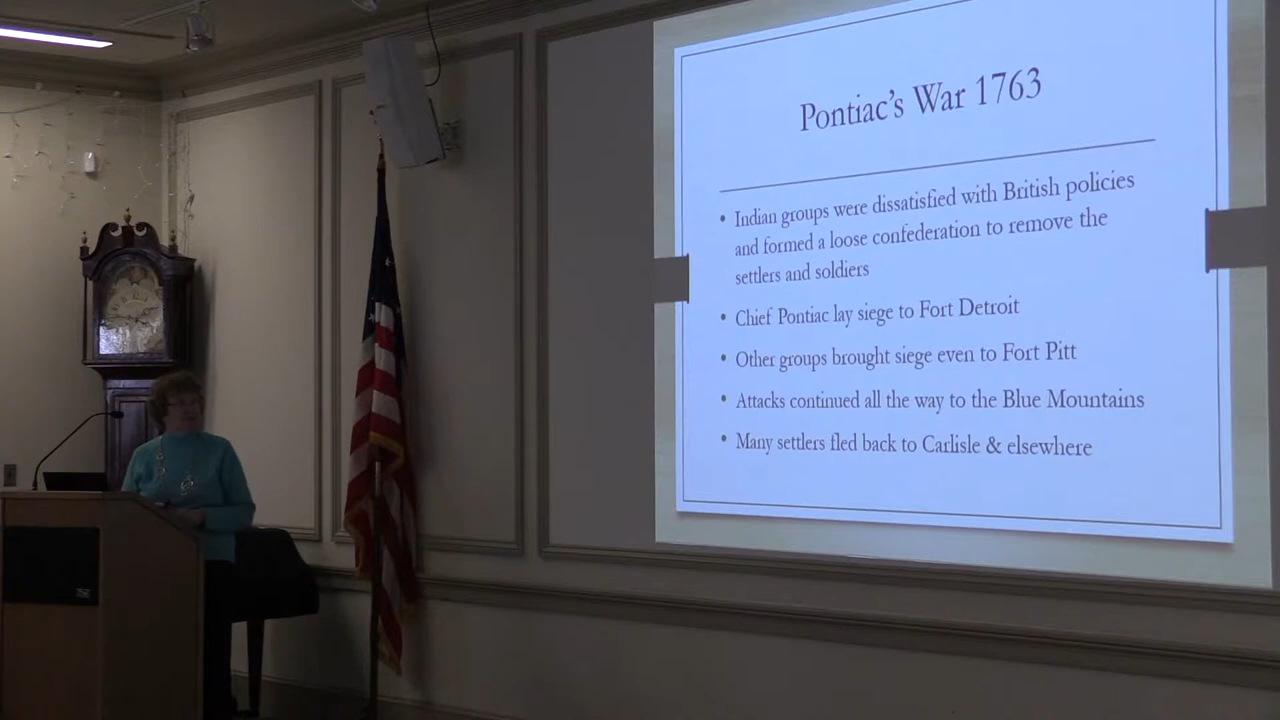 Pontiac's War 1763
• Indian groups were dissatisfied with British policies
and formed a loose confederation to remove the
settlers and soldiers
• Chief Pontiac lay siege to Fort Detroit
• Other groups brought siege even to Fort Pitt
• Attacks continued all the way to the Blue Mountains
• Many settlers fled back to Carlisle & elsewhere